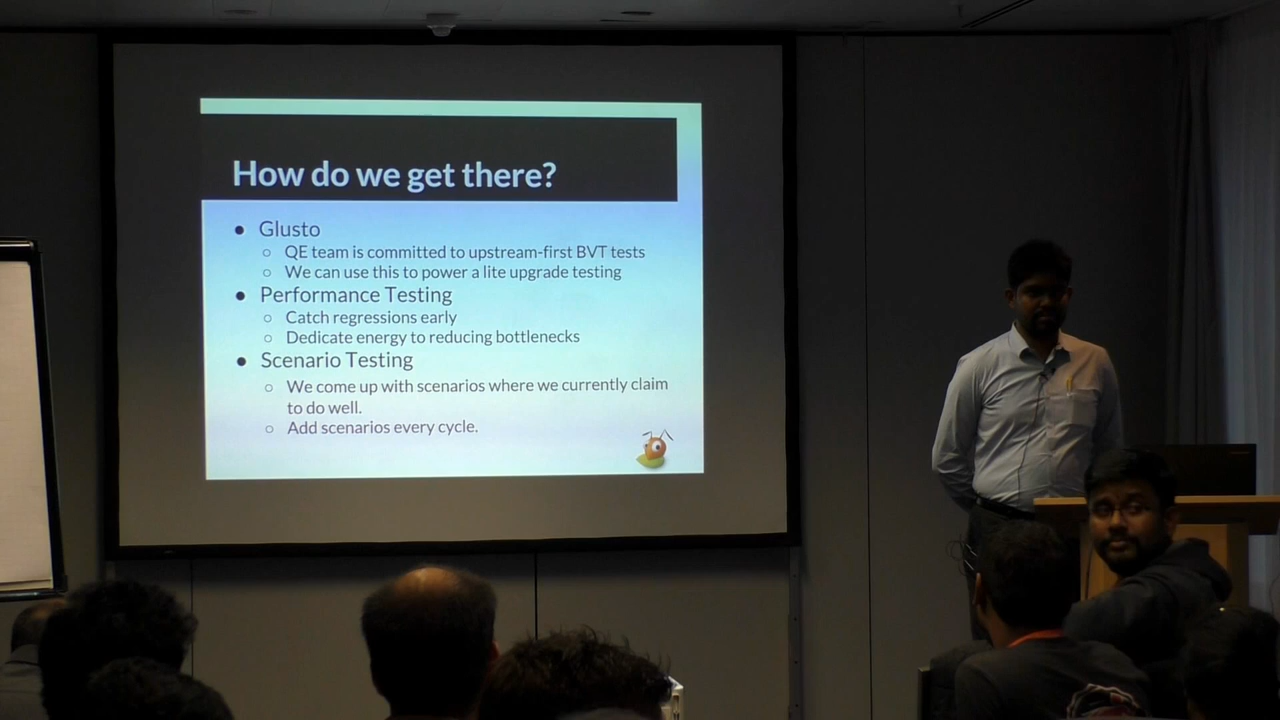 How do we get there?
● Glusto
○ QE team is committed to upstream-first BVT tests
○ We can use this to power a lite upgrade testing
● Performance Testing
○ Catch regressions early
○ Dedicate energy to reducing bottlenecks
● Scenario Testing
○ We come up with scenarios where we currently claim
to do well.
○ Add scenarios every cycle.